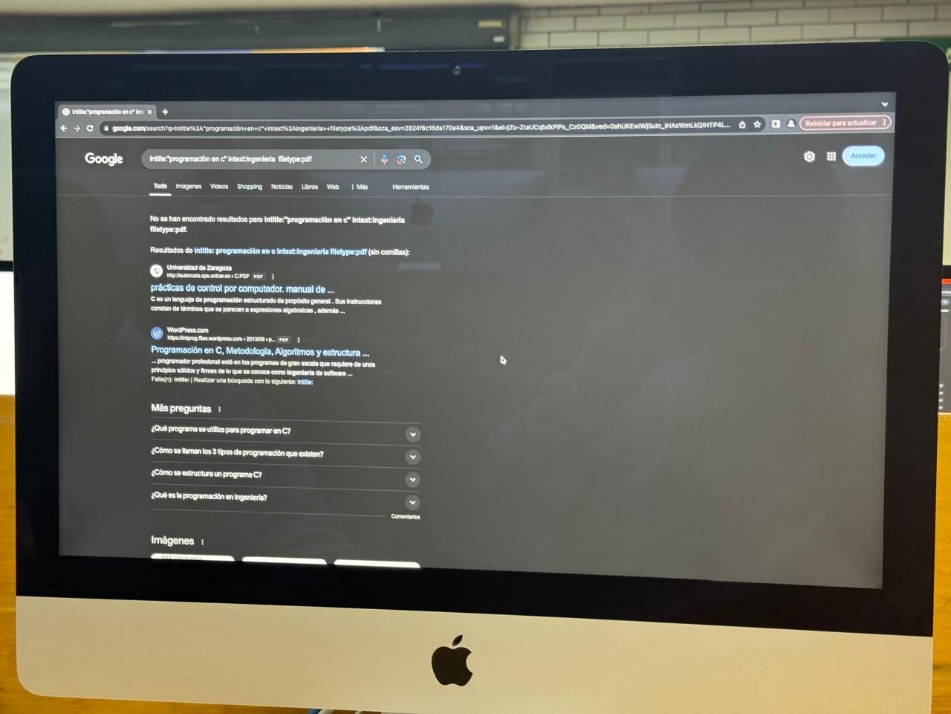 intitle:"programación en c" int
google.com/search?q=intitle%3A"programación+en+c"+intext%3Aingenieria++filetype%3Apdf&sca_esv=2824f6c15da170a4&sca_upv=1&ei=
Reiniciar para actualizar
Google
intitle:"programación en c" intext:ingenieria filetype:pdf
Acceder
Todo Imágenes Videos Shopping Noticias Libros Web Más Herramientas
No se han encontrado resultados para intitle:"programación en c" intext:ingenieria
filetype:pdf.
Resultados de intitle: programación en c intext:ingenieria filetype:pdf (sin comillas):
Universidad de Zaragoza
http://automata.cps.unizar.es › C.PDF PDF
prácticas de control por computador. manual de ...
C es un lenguaje de programación estructurado de propósito general . Sus instrucciones
constan de términos que se parecen a expresiones algebraicas , además ...
WordPress.com
https://intprog.files.wordpress.com › 2013/08 › p... PDF
Programación en C, Metodología, Algoritmos y estructura ...
... programador profesional está en los programas de gran escala que requiere de unos
principios sólidos y firmes de lo que se conoce como ingeniería de software ...
Falta(n): intitle: | Realizar una búsqueda con lo siguiente: intitle:
Más preguntas
¿Qué programa se utiliza para programar en C?
¿Cómo se llaman los 3 tipos de programación que existen?
¿Cómo se estructura un programa C?
¿Qué es la programación en ingeniería?
Comentarios
Imágenes